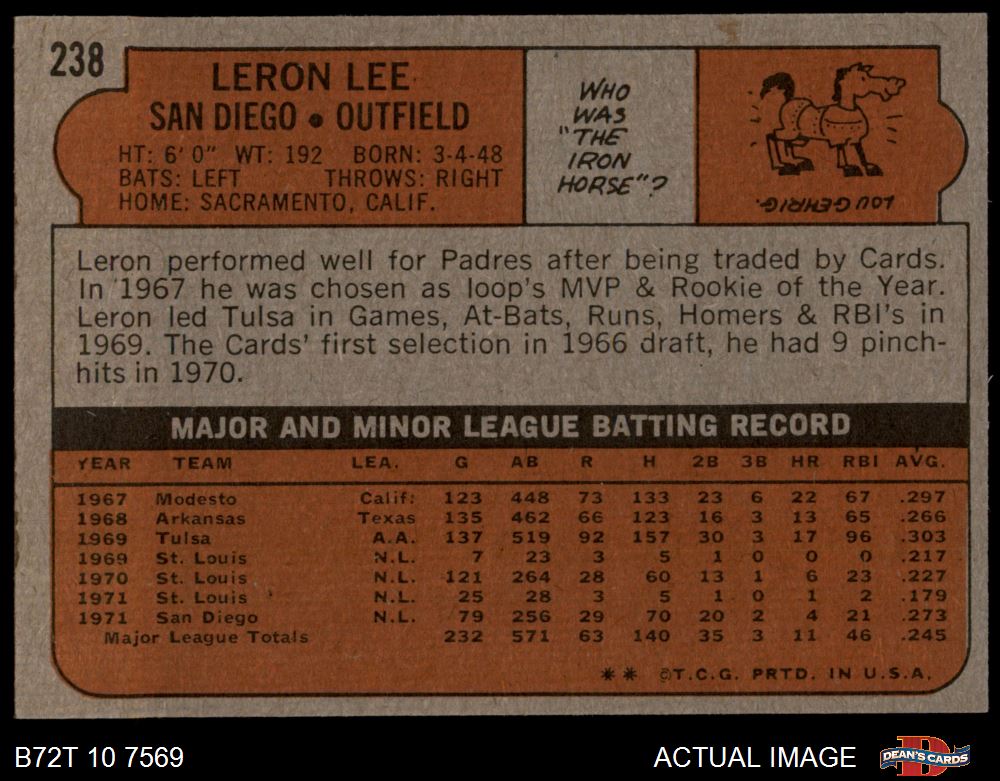 238
LERON LEE
SAN DIEGO • OUTFIELD
HT: 6' 0" WT: 192 BORN: 3-4-48
BATS: LEFT THROWS: RIGHT
HOME: SACRAMENTO, CALIF.
WHO
WAS
"THE
IRON
HORSE"?
LOU GEHRIG.
Leron performed well for Padres after being traded by Cards.
In 1967 he was chosen as loop's MVP & Rookie of the Year.
Leron led Tulsa in Games, At-Bats, Runs, Homers & RBI's in
1969. The Cards' first selection in 1966 draft, he had 9 pinch-
hits in 1970.
MAJOR AND MINOR LEAGUE BATTING RECORD
YEAR TEAM LEA. G AB R H 2B 3B HR RBI AVG.
1967 Modesto Calif: 123 448 73 133 23 6 22 67 .297
1968 Arkansas Texas 135 462 66 123 16 3 13 65 .266
1969 Tulsa A.A. 137 519 92 157 30 3 17 96 .303
1969 St. Louis N.L. 7 23 3 5 1 0 0 0 .217
1970 St. Louis N.L. 121 264 28 60 13 1 6 23 .227
1971 St. Louis N.L. 25 28 3 5 1 0 1 2 .179
1971 San Diego N.L. 79 256 29 70 20 2 4 21 .273
Major League Totals 232 571 63 140 35 3 11 46 .245
** ©T.C.G. PRTD. IN U.S.A.
B72T 10 7569
ACTUAL IMAGE
DEAN'S CARDS